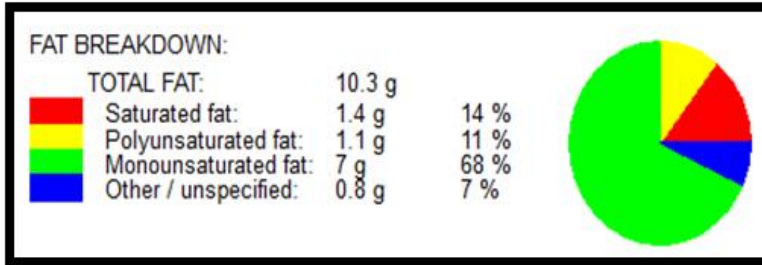 FAT BREAKDOWN:
TOTAL FAT: 10.3 g
Saturated fat: 1.4 g 14 %
Polyunsaturated fat: 1.1 g 11 %
Monounsaturated fat: 7 g 68 %
Other / unspecified: 0.8 g 7 %